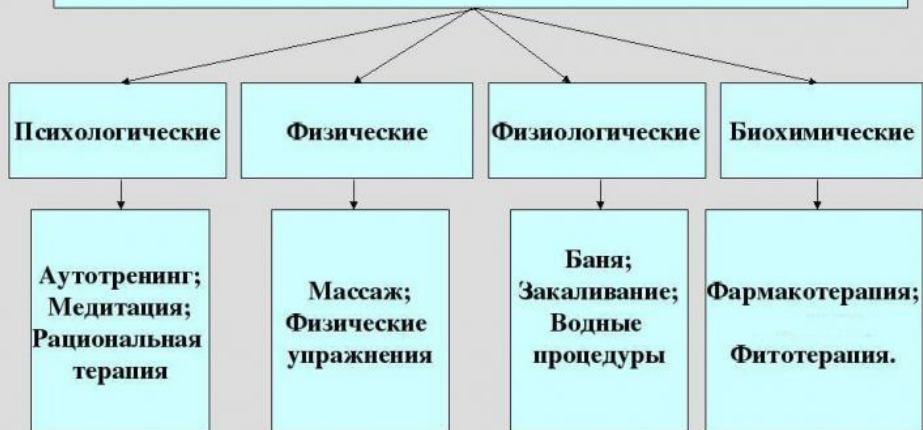 Психологические
Физические
Физиологические
Биохимические
Аутотренинг;
Медитация;
Рациональная
терапия
Массаж;
Физические
упражнения
Баня;
Закаливание;
Водные
процедуры
Фармакотерапия;
Фитотерапия.